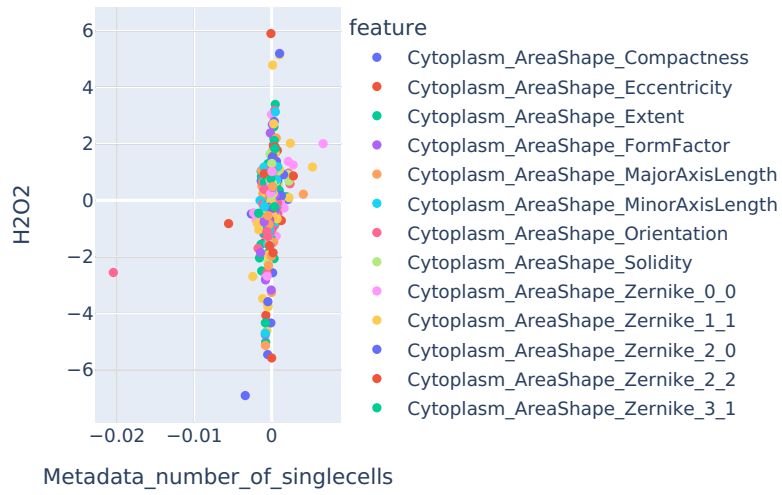 6
4
2
0
−2
−4
−6
H2O2
−0.02
−0.01
0
Metadata_number_of_singlecells
feature
Cytoplasm_AreaShape_Compactness
Cytoplasm_AreaShape_Eccentricity
Cytoplasm_AreaShape_Extent
Cytoplasm_AreaShape_FormFactor
Cytoplasm_AreaShape_MajorAxisLength
Cytoplasm_AreaShape_MinorAxisLength
Cytoplasm_AreaShape_Orientation
Cytoplasm_AreaShape_Solidity
Cytoplasm_AreaShape_Zernike_0_0
Cytoplasm_AreaShape_Zernike_1_1
Cytoplasm_AreaShape_Zernike_2_0
Cytoplasm_AreaShape_Zernike_2_2
Cytoplasm_AreaShape_Zernike_3_1